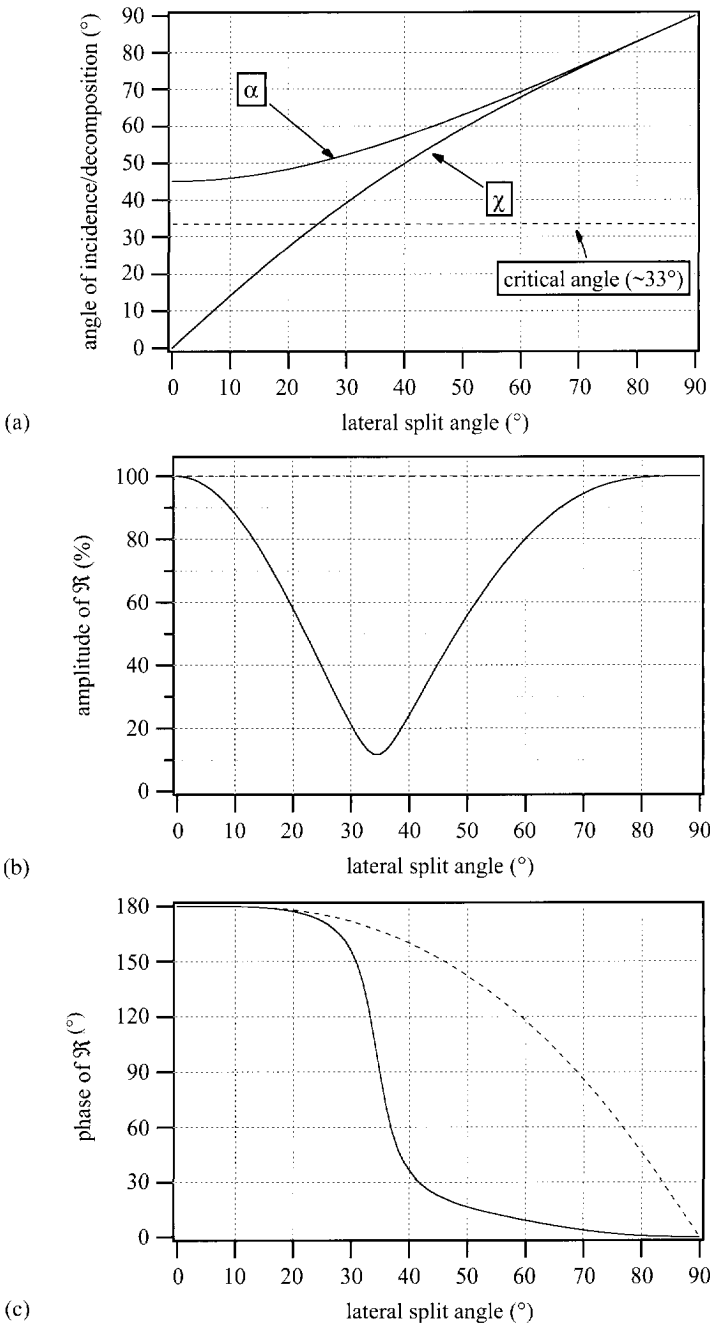 angle of incidence/decomposition (°)
90
80
70
60
50
40
30
20
10
0
α
χ
critical angle (~33°)
0 10 20 30 40 50 60 70 80 90
lateral split angle (°)
(a)
amplitude of ℜ (%)
100
80
60
40
20
0
0 10 20 30 40 50 60 70 80 90
lateral split angle (°)
(b)
phase of ℜ (°)
180
150
120
90
60
30
0
0 10 20 30 40 50 60 70 80 90
lateral split angle (°)
(c)